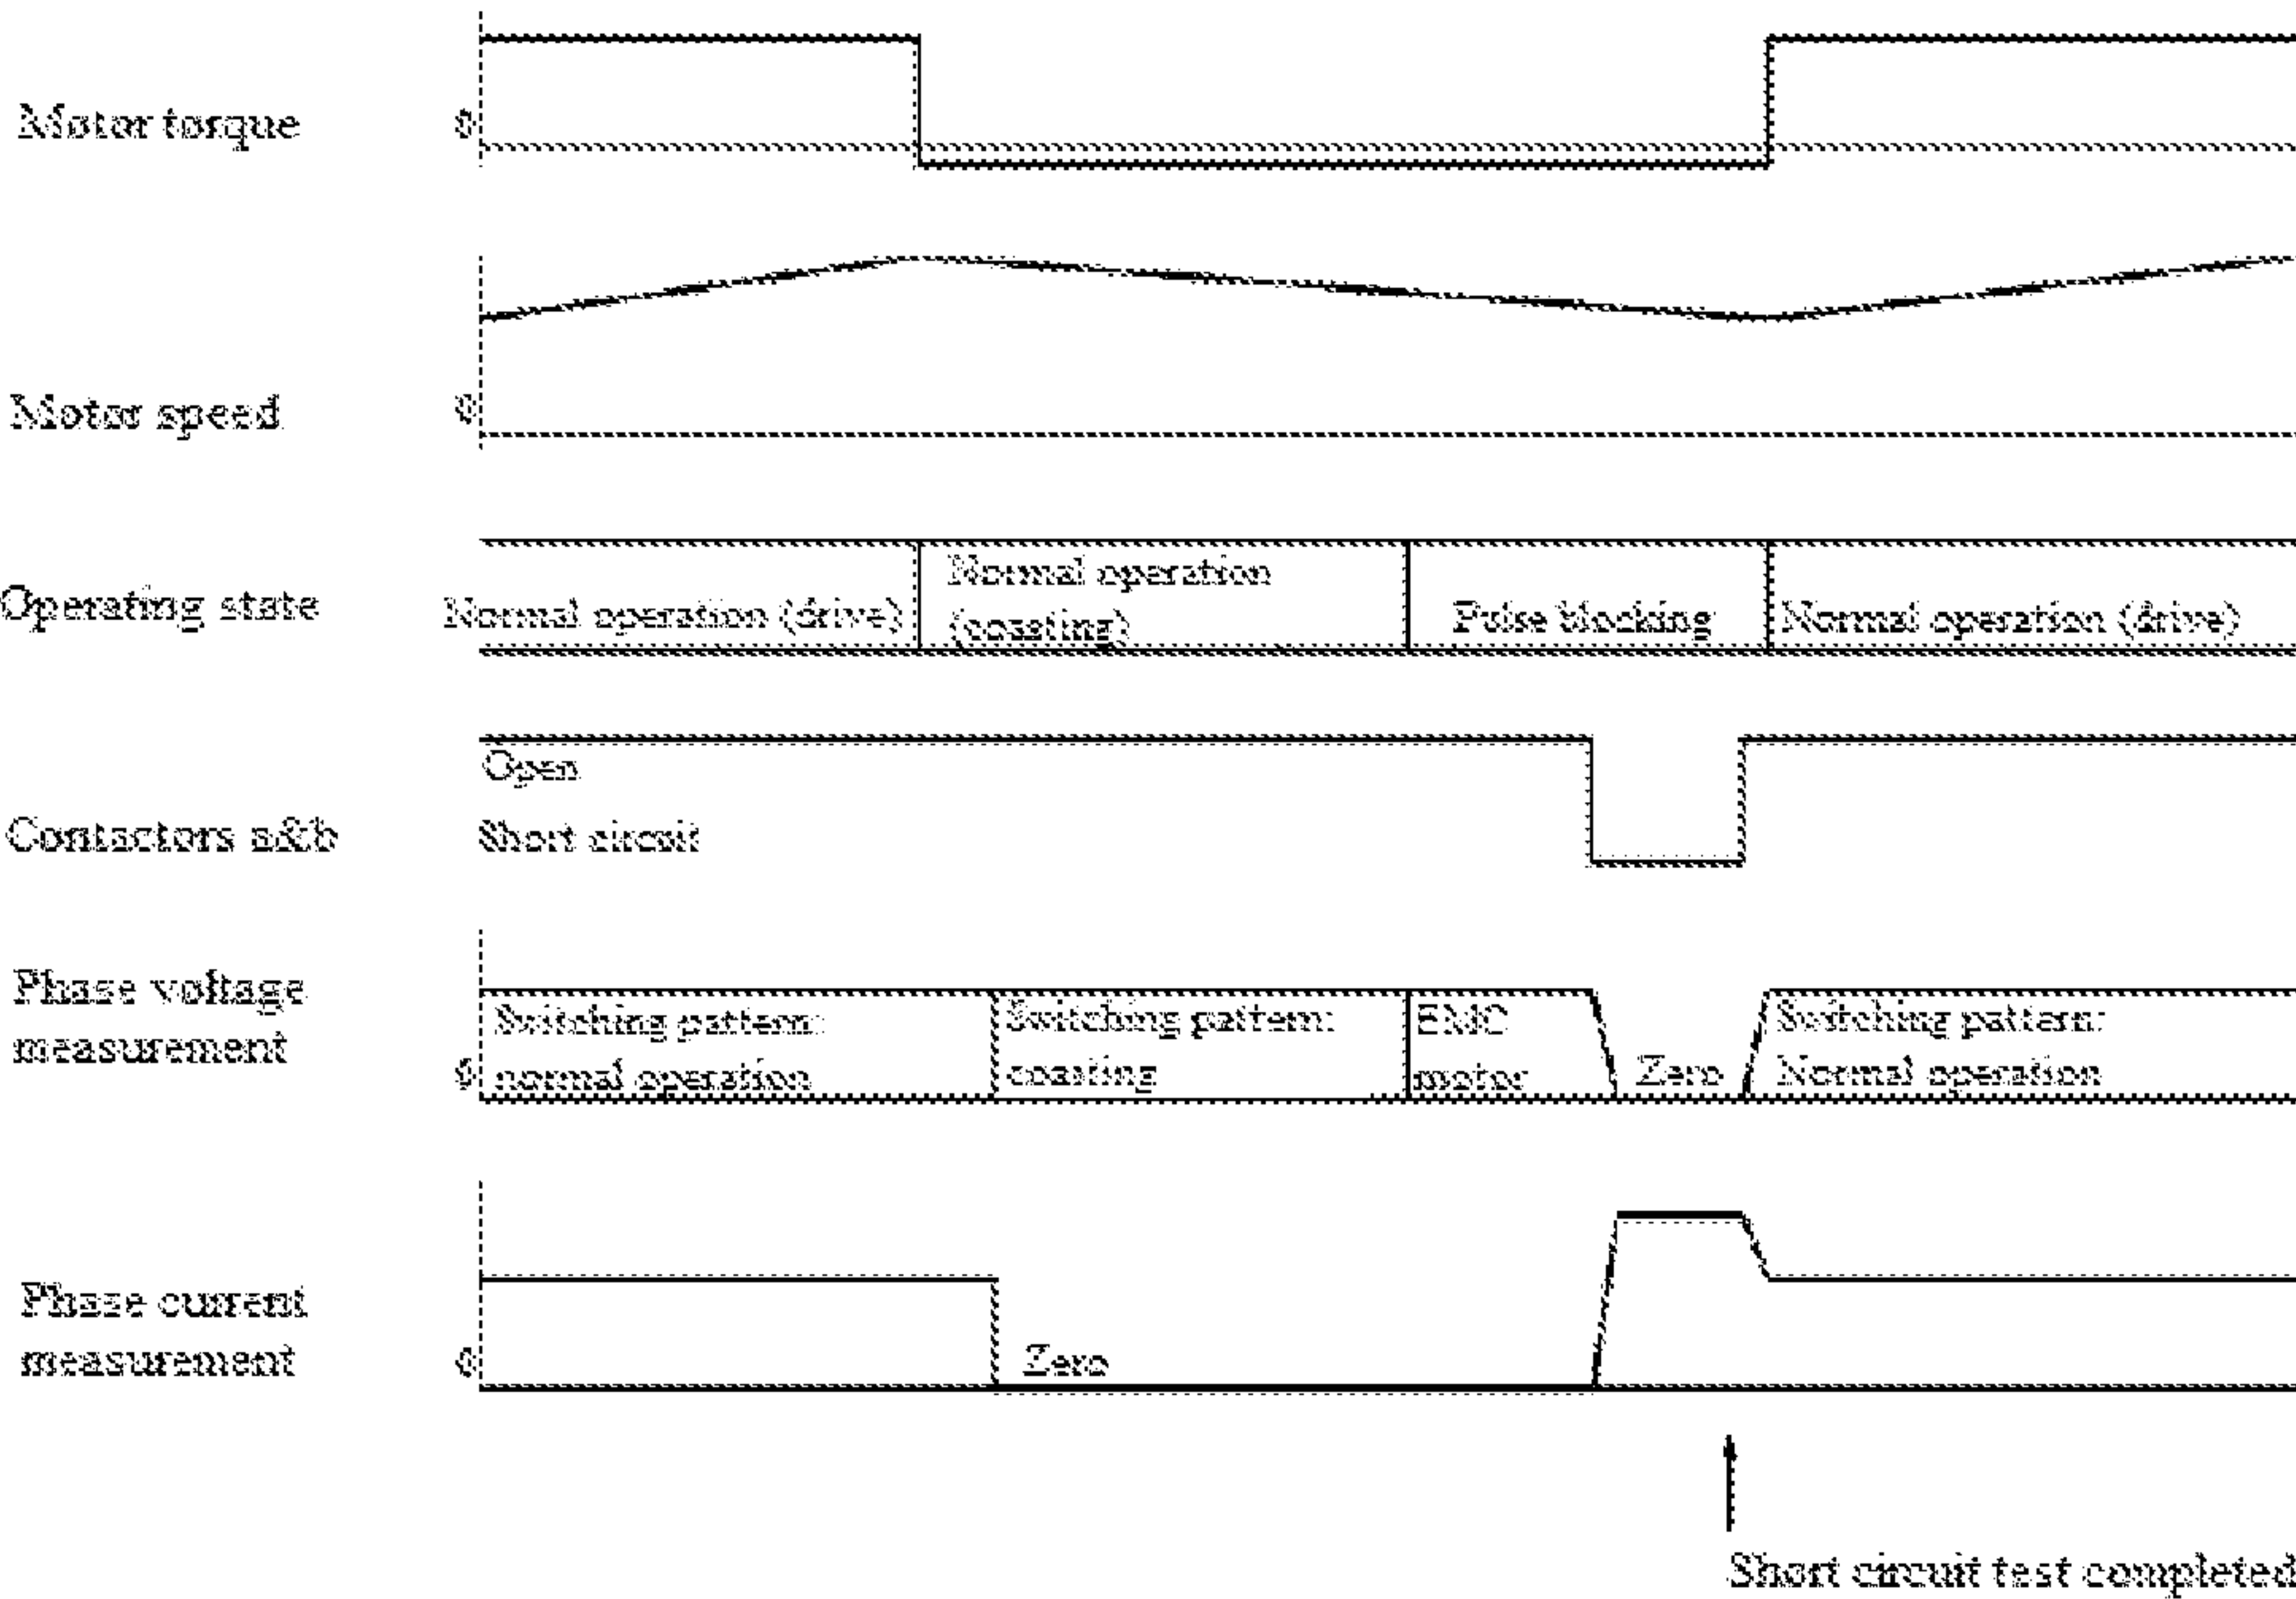 Motor torque
0
Motor speed
0
Operating state
Normal operation (drive)
Normal operation
(coasting)
Pulse blocking
Normal operation (drive)
Open
Contactors a&b
Short circuit
Phase voltage
measurement
0
Switching pattern:
normal operation
Switching pattern:
coasting
EMC
motor
Zero
Switching pattern:
Normal operation
Phase current
measurement
0
Zero
Short circuit test completed